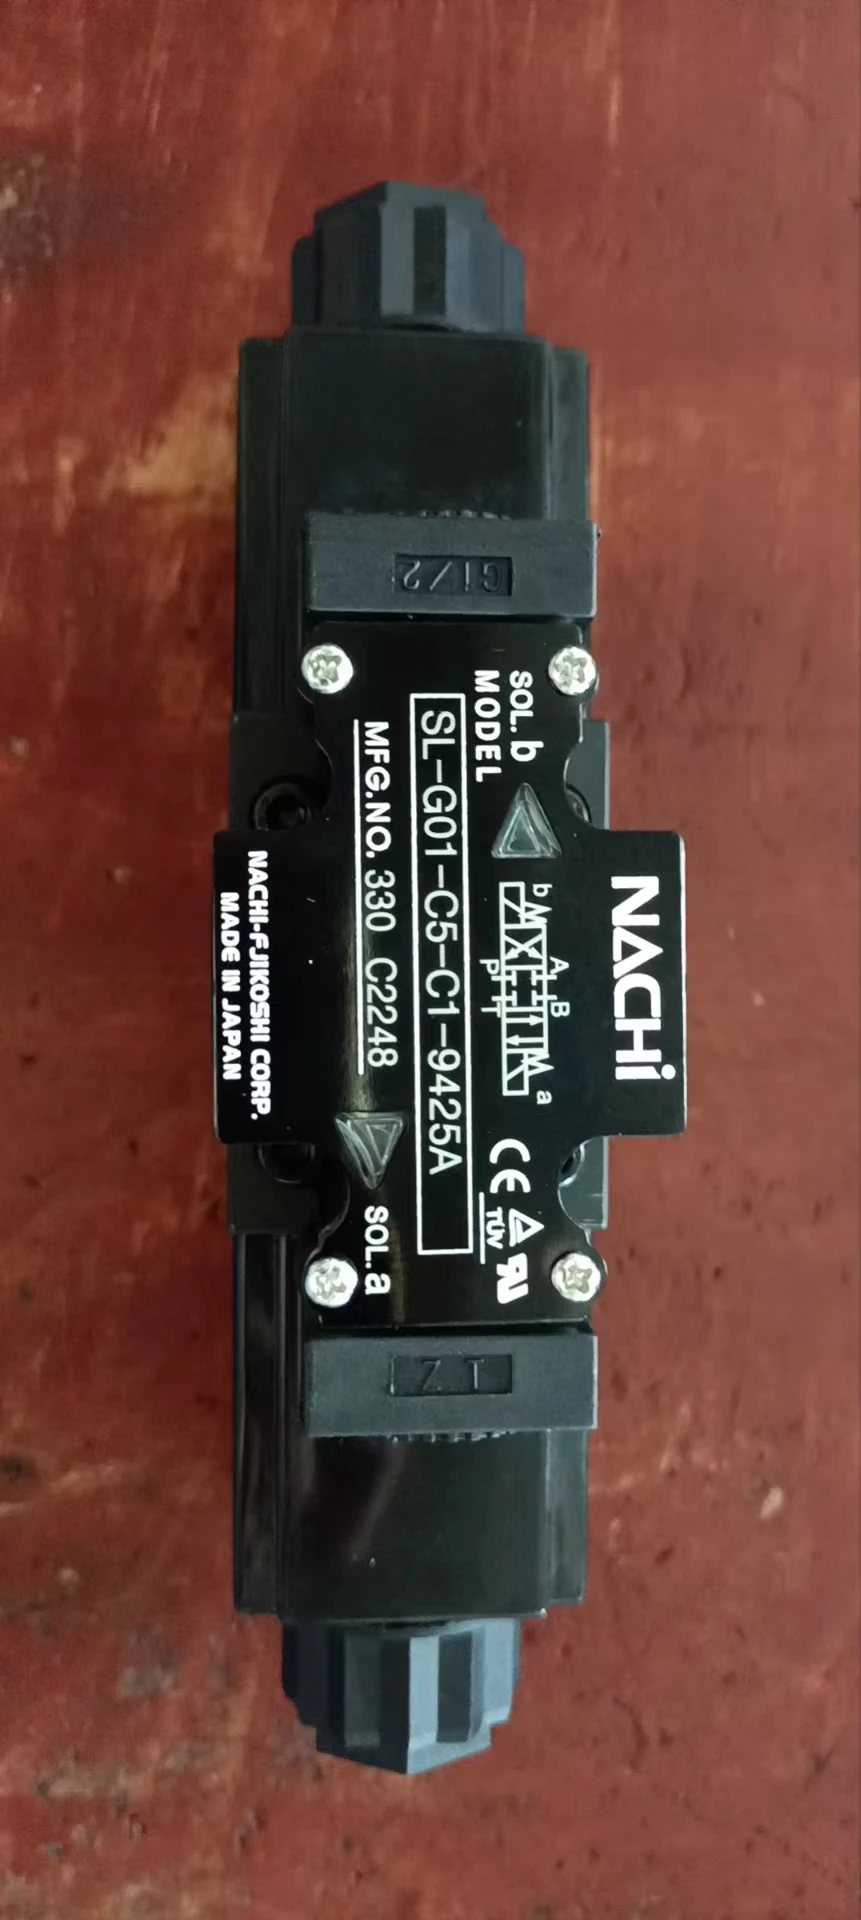 NACHi
SOL.b
MODEL
b
A
B
a
P
T
CE
TÜV
SL-G01-C5-C1-9425A
MFG.NO. 330 C2248
SOL.a
NACHI-FJIKOSHI CORP.
MADE IN JAPAN
G1/2